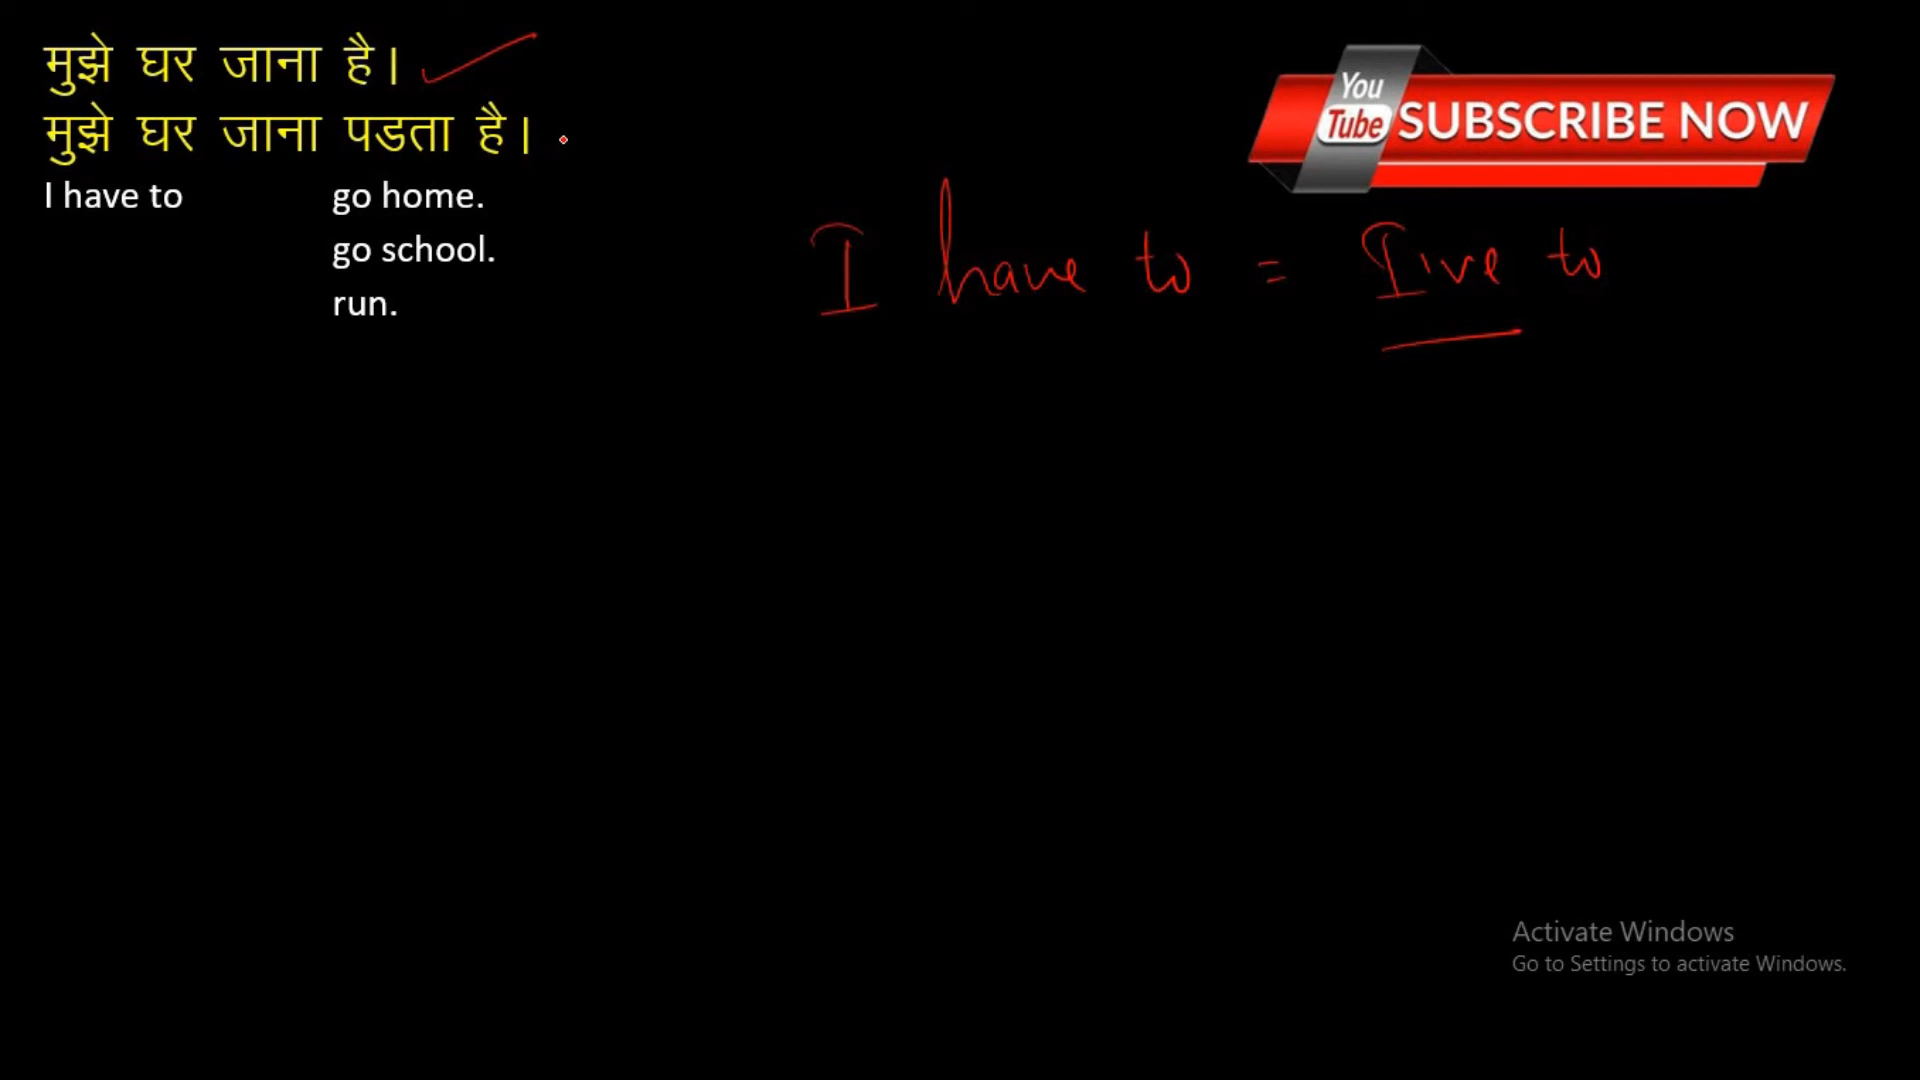 मुझे घर जाना है।
मुझे घर जाना पडता है।
I have to go home.
go school.
run.
You Tube SUBSCRIBE NOW
I have to = I've to
Activate Windows
Go to Settings to activate Windows.